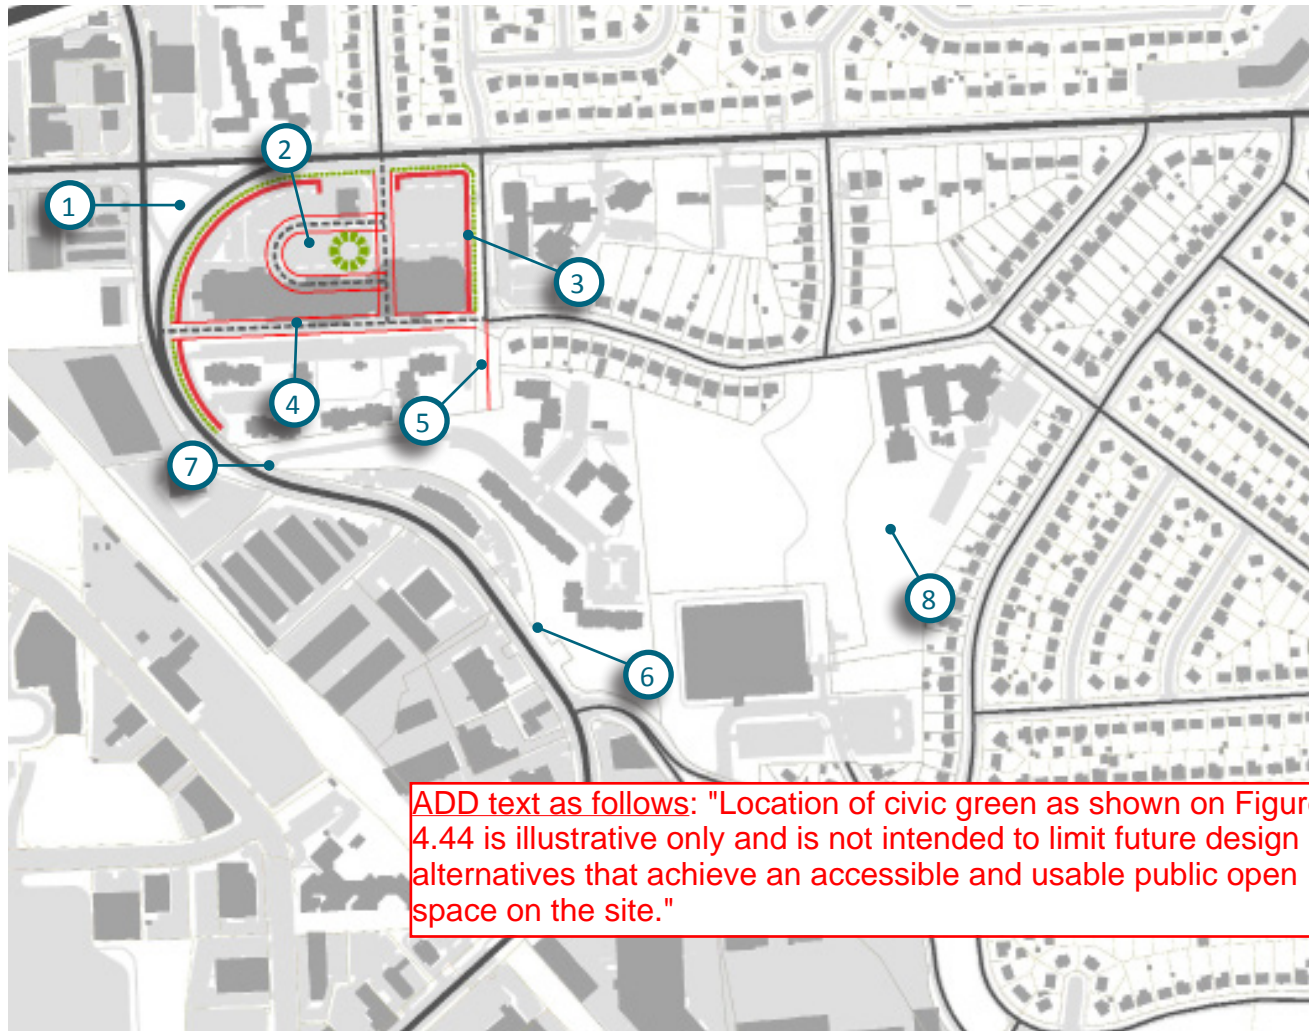 2
1
3
4
5
7
8
6
ADD text as follows: "Location of civic green as shown on Figure
4.44 is illustrative only and is not intended to limit future design
alternatives that achieve an accessible and usable public open
space on the site."